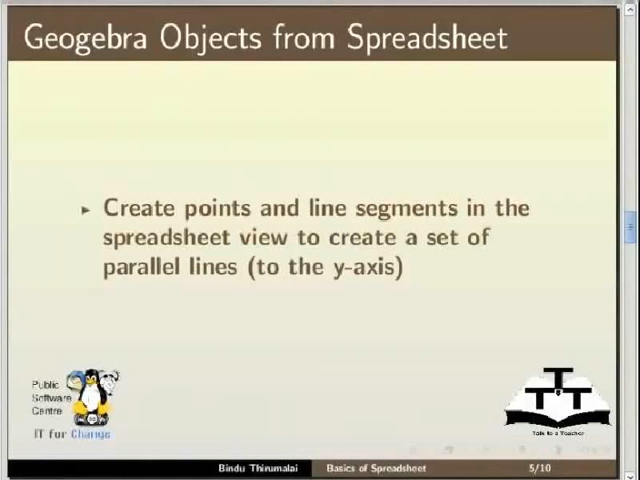 Geogebra Objects from Spreadsheet
▸ Create points and line segments in the
spreadsheet view to create a set of
parallel lines (to the y-axis)
Public
Software
Centre
IT for Change
T
T T
Talk to a Teacher
Bindu Thirumalai Basics of Spreadsheet 5/10